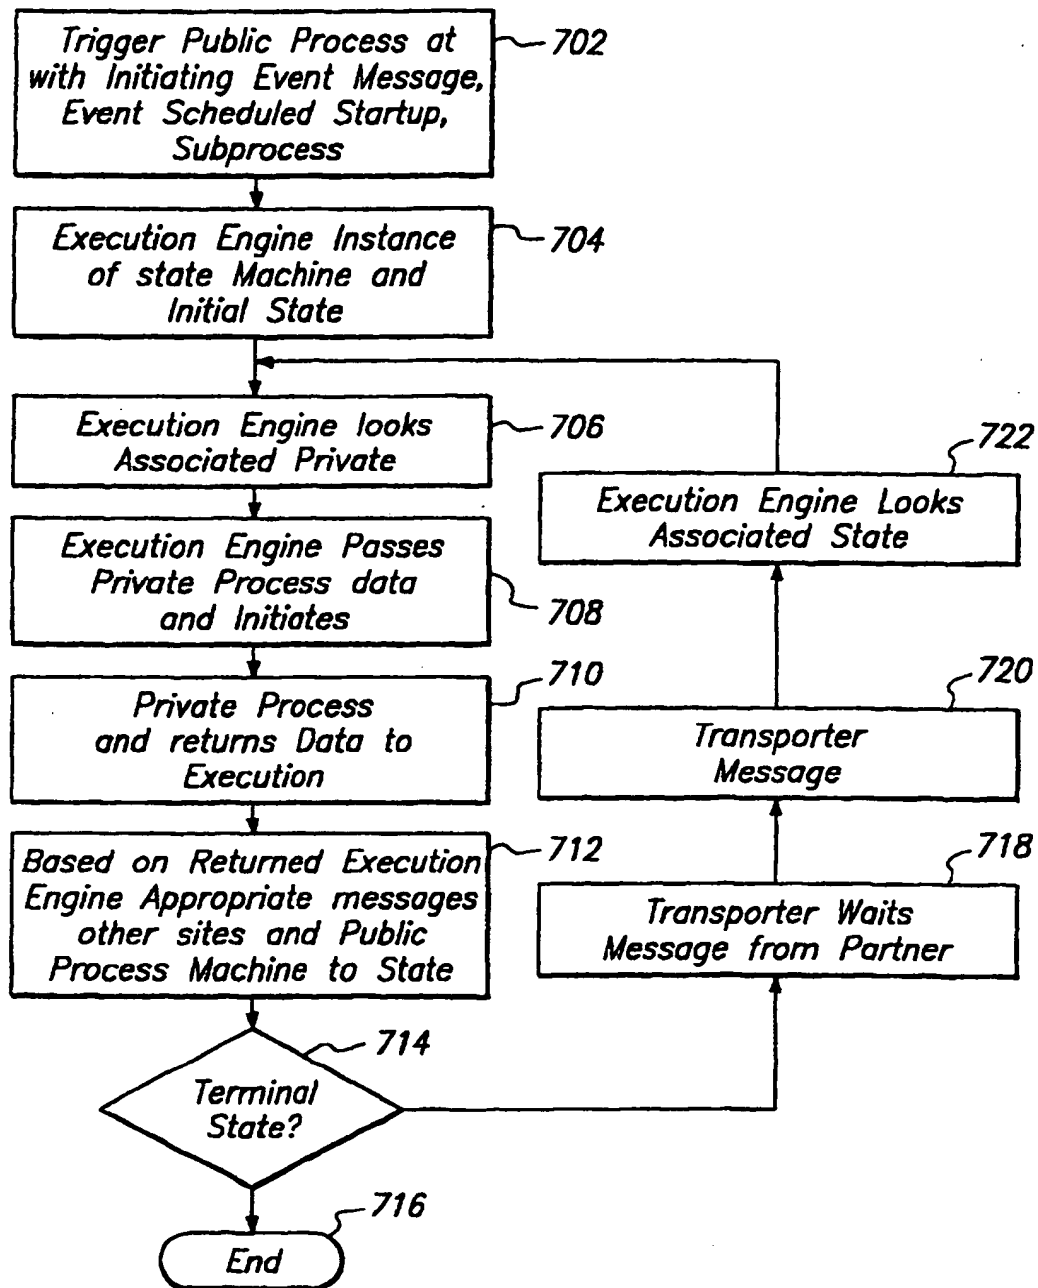 Trigger Public Process at
with Initiating Event Message,
Event Scheduled Startup,
Subprocess
702
Execution Engine Instance
of state Machine and
Initial State
704
Execution Engine looks
Associated Private
706
Execution Engine Passes
Private Process data
and Initiates
708
Private Process
and returns Data to
Execution
710
Based on Returned Execution
Engine Appropriate messages
other sites and Public
Process Machine to State
712
Terminal
State?
714
End
716
Transporter Waits
Message from Partner
718
Transporter
Message
720
Execution Engine Looks
Associated State
722